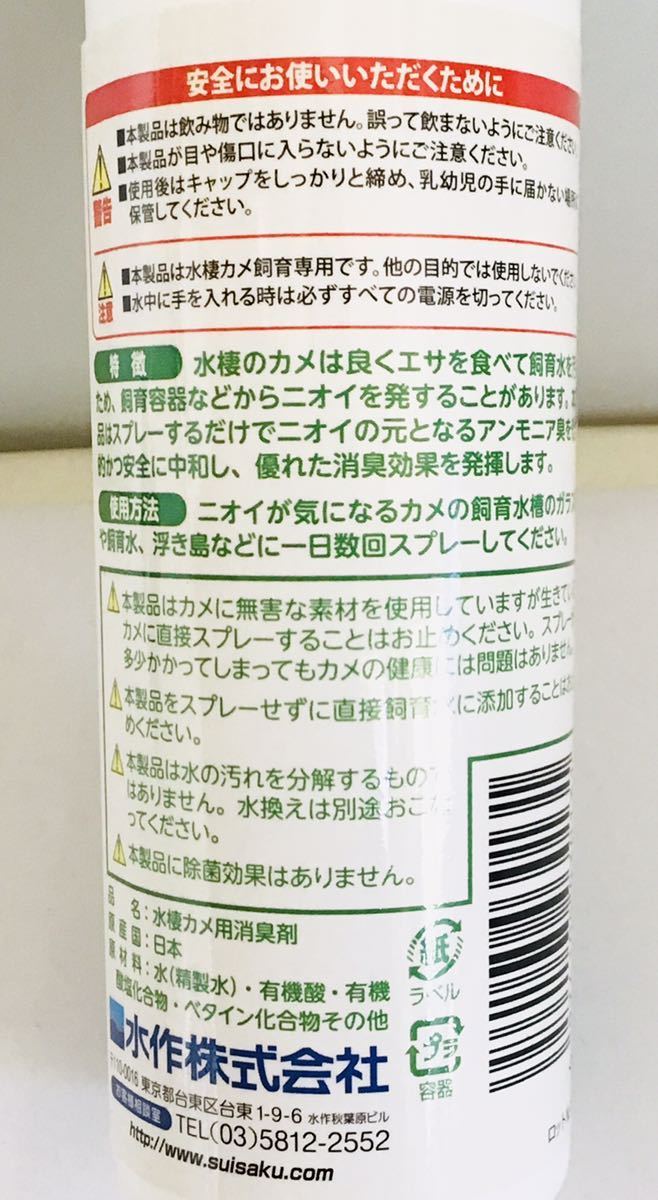 安全にお使いいただくために
■本製品は飲み物ではありません。誤って飲まないようにご注意ください
■本製品が目や傷口に入らないようにご注意ください。
■使用後はキャップをしっかりと締め、乳幼児の手に届かない場所
保管してください。
警告
■本製品は水棲カメ飼育専用です。他の目的では使用しないでくださ
■水中に手を入れる時は必ずすべての電源を切ってください。
注意
特徴 水棲のカメは良くエサを食べて飼育水を
ため、飼育容器などからニオイを発することがあります。
品はスプレーするだけでニオイの元となるアンモニア臭を
的かつ安全に中和し、優れた消臭効果を発揮します。
使用方法 ニオイが気になるカメの飼育水槽のガラ
や飼育水、浮き島などに一日数回スプレーしてください。
本製品はカメに無害な素材を使用していますが生きてい
カメに直接スプレーすることはお止めください。スプレー
多少かかってしまってもカメの健康には問題はありません
本製品をスプレーせずに直接飼育水に添加することは
めください。
本製品は水の汚れを分解するもので
はありません。水換えは別途おこな
ってください。
本製品に除菌効果はありません。
品名:水棲カメ用消臭剤
原産国:日本
原材料:水(精製水)・有機酸・有機
酸塩化合物・ベタイン化合物その他
紙
ラベル
プラ
容器
水作株式会社
〒110-0016 東京都台東区台東1-9-6 水作秋葉原ビル
お客様相談室 TEL(03)5812-2552
http://www.suisaku.com
ロット